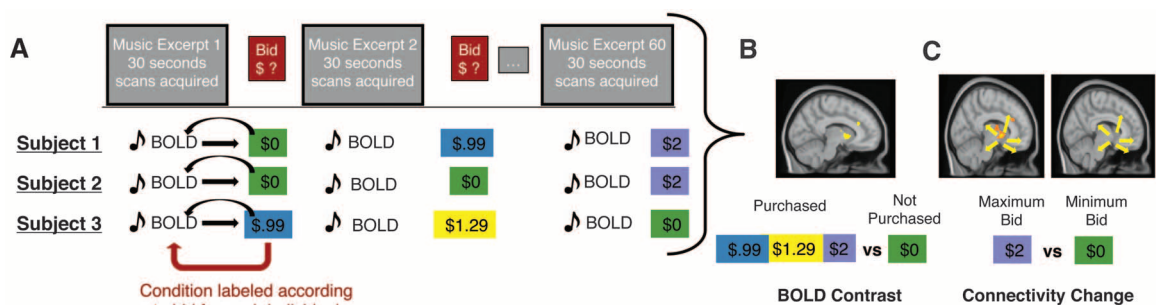 A
Music Excerpt 1
30 seconds
scans acquired
Bid
$ ?
Music Excerpt 2
30 seconds
scans acquired
Bid
$ ?
...
Music Excerpt 60
30 seconds
scans acquired
Subject 1
BOLD
$0
BOLD
$.99
BOLD
$2
Subject 2
BOLD
$0
BOLD
$0
BOLD
$2
Subject 3
BOLD
$.99
BOLD
$1.29
BOLD
$0
Condition labeled according
B
Purchased
Not
Purchased
$.99 $1.29 $2 vs $0
BOLD Contrast
C
Maximum
Bid
Minimum
Bid
$2 vs $0
Connectivity Change